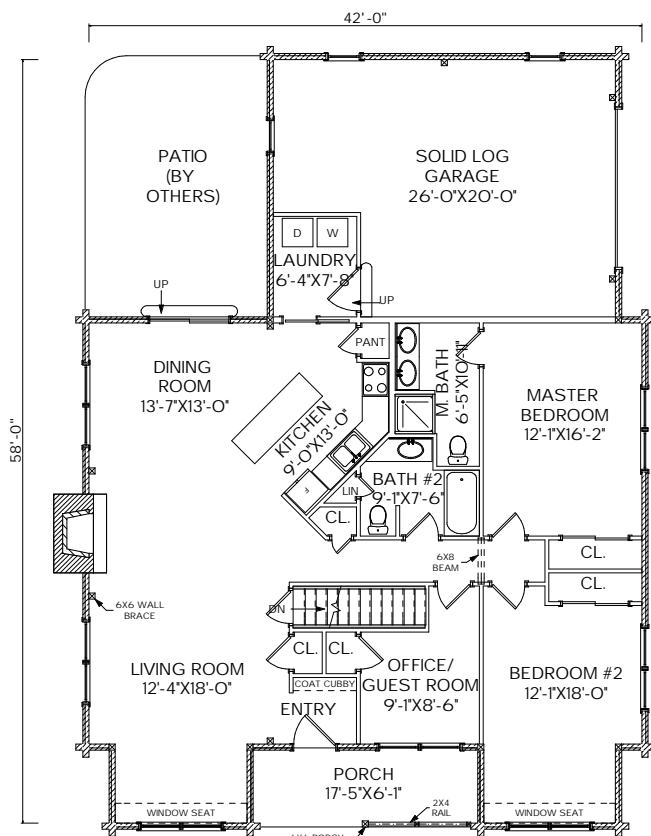 42'-0"
58'-0"
PATIO
(BY
OTHERS)
SOLID LOG
GARAGE
26'-0"X20'-0"
D
W
LAUNDRY
6'-4"X7'-8"
UP
UP
PANT
DINING
ROOM
13'-7"X13'-0"
KITCHEN
9'-0"X13'-0"
M. BATH
6'-5"X10'-11"
MASTER
BEDROOM
12'-1"X16'-2"
F
LIN
BATH #2
9'-1"X7'-6"
CL.
6X8
BEAM
CL.
CL.
6X6 WALL
BRACE
DN
CL.
CL.
LIVING ROOM
12'-4"X18'-0"
OFFICE/
GUEST ROOM
9'-1"X8'-6"
COAT CUBBY
ENTRY
BEDROOM #2
12'-1"X18'-0"
PORCH
17'-5"X6'-1"
2X4
RAIL
WINDOW SEAT
WINDOW SEAT
6X6 PORCH